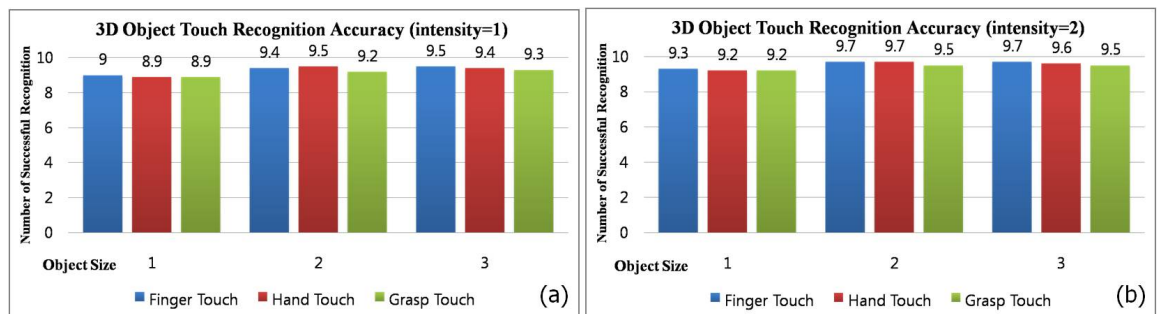 3D Object Touch Recognition Accuracy (intensity=1)
Number of Successful Recognition
10
8
6
4
2
0
9 8.9 8.9 9.4 9.5 9.2 9.5 9.4 9.3
Object Size 1 2 3
Finger Touch Hand Touch Grasp Touch
(a)
3D Object Touch Recognition Accuracy (intensity=2)
Number of Successful Recognition
10
8
6
4
2
0
9.3 9.2 9.2 9.7 9.7 9.5 9.7 9.6 9.5
Object Size 1 2 3
Finger Touch Hand Touch Grasp Touch
(b)